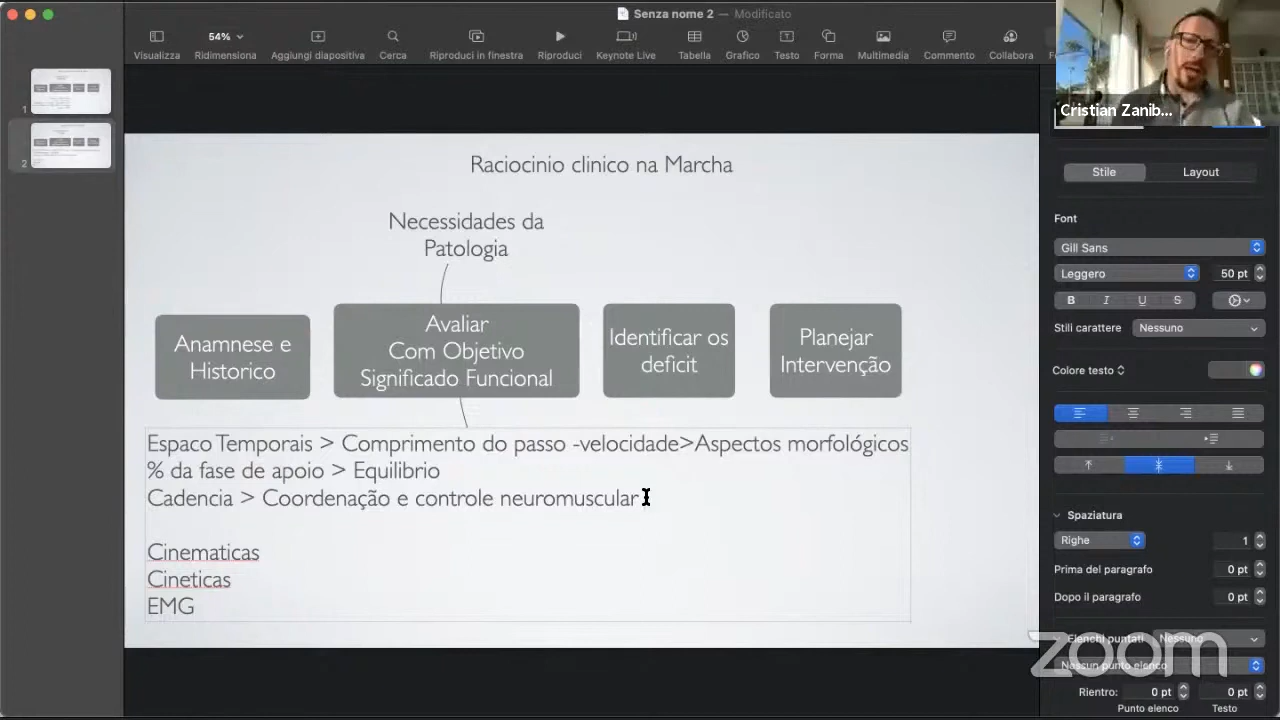 Senza nome 2 — Modificato
54%
Visualizza Ridimensiona Aggiungi diapositiva Cerca Riproduci in finestra Riproduci Keynote Live Tabella Grafico Testo Forma Multimedia Commento Collabora
Cristian Zanib...
1
2
Raciocinio clinico na Marcha
Necessidades da
Patologia
Anamnese e
Historico
Avaliar
Com Objetivo
Significado Funcional
Identificar os
deficit
Planejar
Intervenção
Espaco Temporais > Comprimento do passo -velocidade>Aspectos morfológicos
% da fase de apoio > Equilibrio
Cadencia > Coordenação e controle neuromuscular
Cinematicas
Cineticas
EMG
Stile Layout
Font
Gill Sans
Leggero 50 pt
B I U S
Stili carattere Nessuno
Colore testo
Spaziatura
Righe 1
Prima del paragrafo 0 pt
Dopo il paragrafo 0 pt
Elenchi puntati Nessuno
Nessun punto elenco
Rientro: 0 pt 0 pt
Punto elenco Testo
zoom